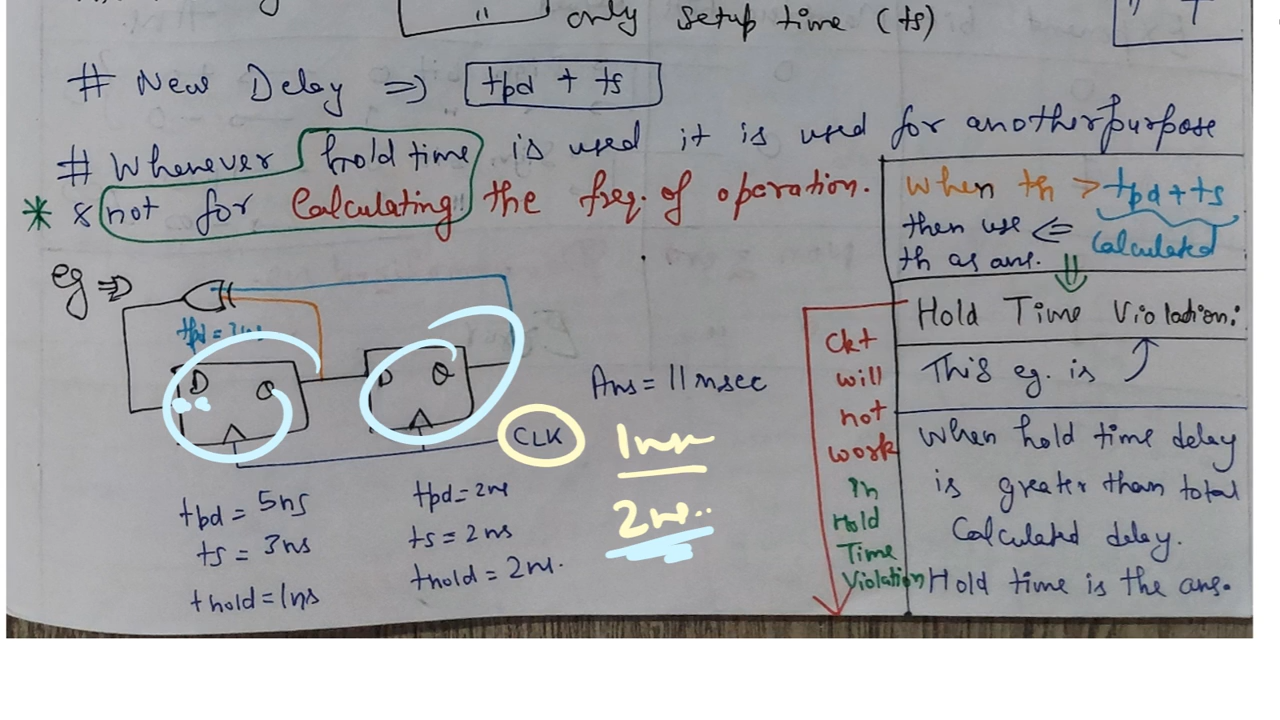 " only setup time (ts)
# New Delay ⇒ tpd + ts
# Whenever hold time is used it is used for another purpose
* & not for Calculating the freq. of operation.
When th > tpd + ts
then use ⇐ Calculated
th as ans.
Hold Time Violation:
This eg. is
When hold time delay
is greater than total
Calculated delay.
Hold time is the ans.
Ckt
will
not
work
in
Hold
Time
Violation
eg ⇒
D Q
D Q
CLK
Ans = 11 nsec
tpd = 5ns
ts = 3ns
thold = 1ns
tpd = 2ns
ts = 2ns
thold = 2ns.